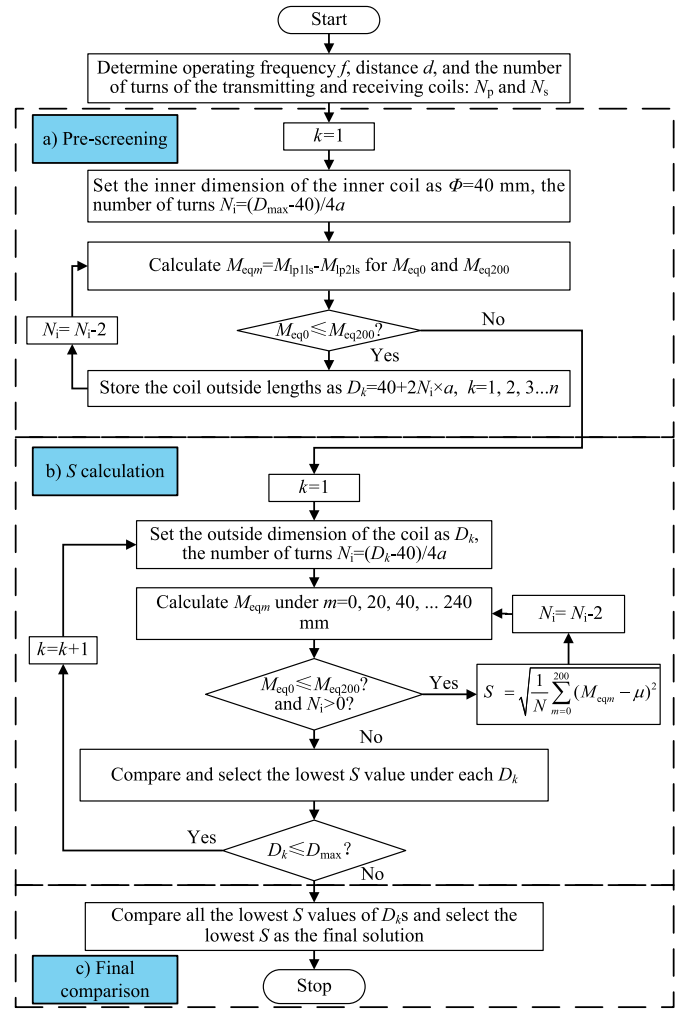 Start
Determine operating frequency f, distance d, and the number
of turns of the transmitting and receiving coils: Np and Ns
a) Pre-screening
k=1
Set the inner dimension of the inner coil as Φ=40 mm, the
number of turns Ni=(Dmax-40)/4a
Calculate Meqm=Mlp1ls-Mlp2ls for Meq0 and Meq200
Ni= Ni-2
Meq0≤Meq200?
No
Yes
Store the coil outside lengths as Dk=40+2Ni×a, k=1, 2, 3...n
b) S calculation
k=1
Set the outside dimension of the coil as Dk,
the number of turns Ni=(Dk-40)/4a
Calculate Meqm under m=0, 20, 40, ... 240
mm
Ni= Ni-2
k=k+1
Meq0≤Meq200?
and Ni>0?
Yes
S = √(1/N ∑_{m=0}^{200} (Meqm − μ)²)
No
Compare and select the lowest S value under each Dk
Yes
Dk≤Dmax?
No
Compare all the lowest S values of Dks and select the
lowest S as the final solution
c) Final
comparison
Stop